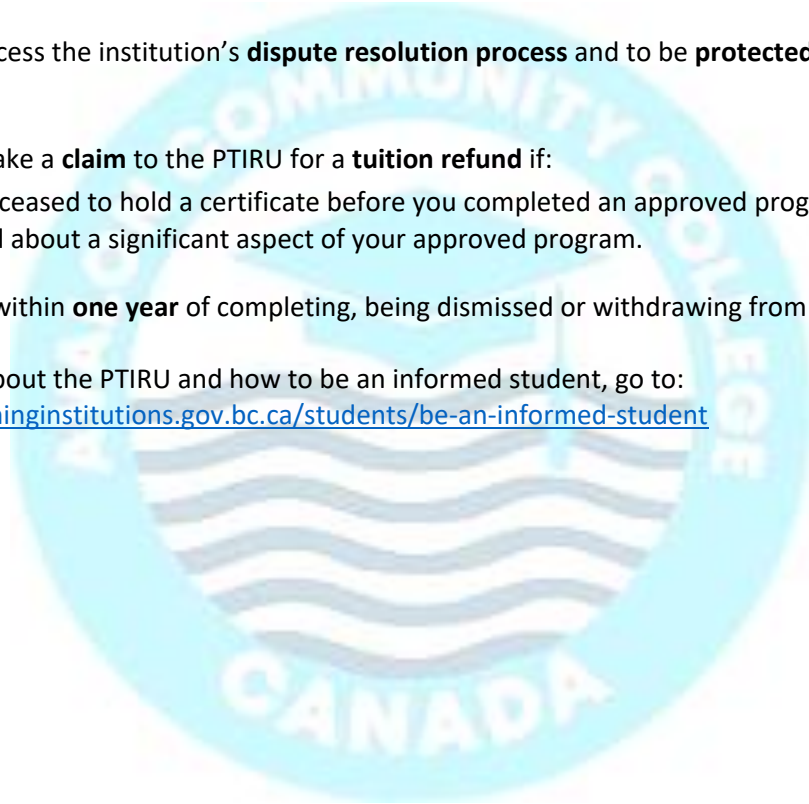 cess the institution's dispute resolution process and to be protected
ake a claim to the PTIRU for a tuition refund if:
ceased to hold a certificate before you completed an approved prog
d about a significant aspect of your approved program.
within one year of completing, being dismissed or withdrawing from
bout the PTIRU and how to be an informed student, go to:
ninginstitutions.gov.bc.ca/students/be-an-informed-student
COMMUNITY COLLEGE
CANADA